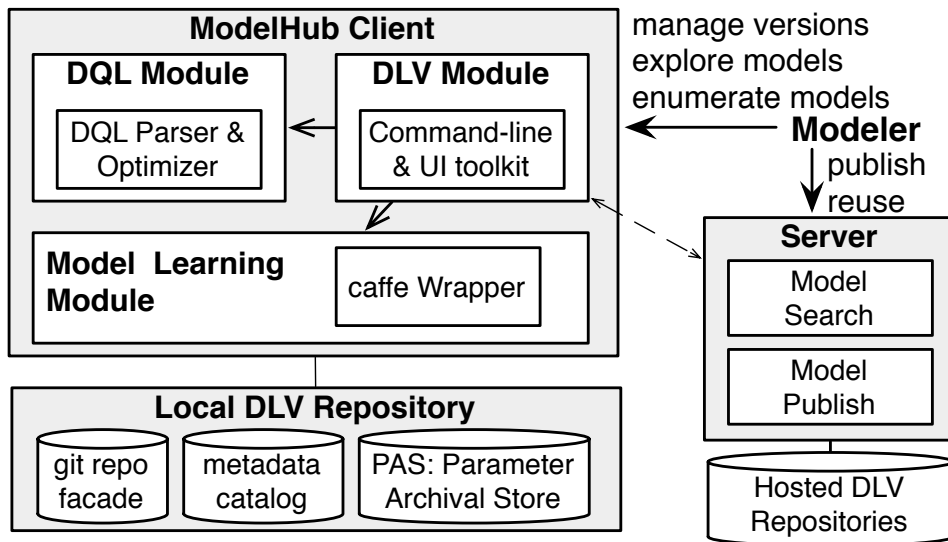 ModelHub Client
DQL Module
DQL Parser &
Optimizer
DLV Module
Command-line
& UI toolkit
Model Learning
Module
caffe Wrapper
Local DLV Repository
git repo
facade
metadata
catalog
PAS: Parameter
Archival Store
manage versions
explore models
enumerate models
Modeler
publish
reuse
Server
Model
Search
Model
Publish
Hosted DLV
Repositories